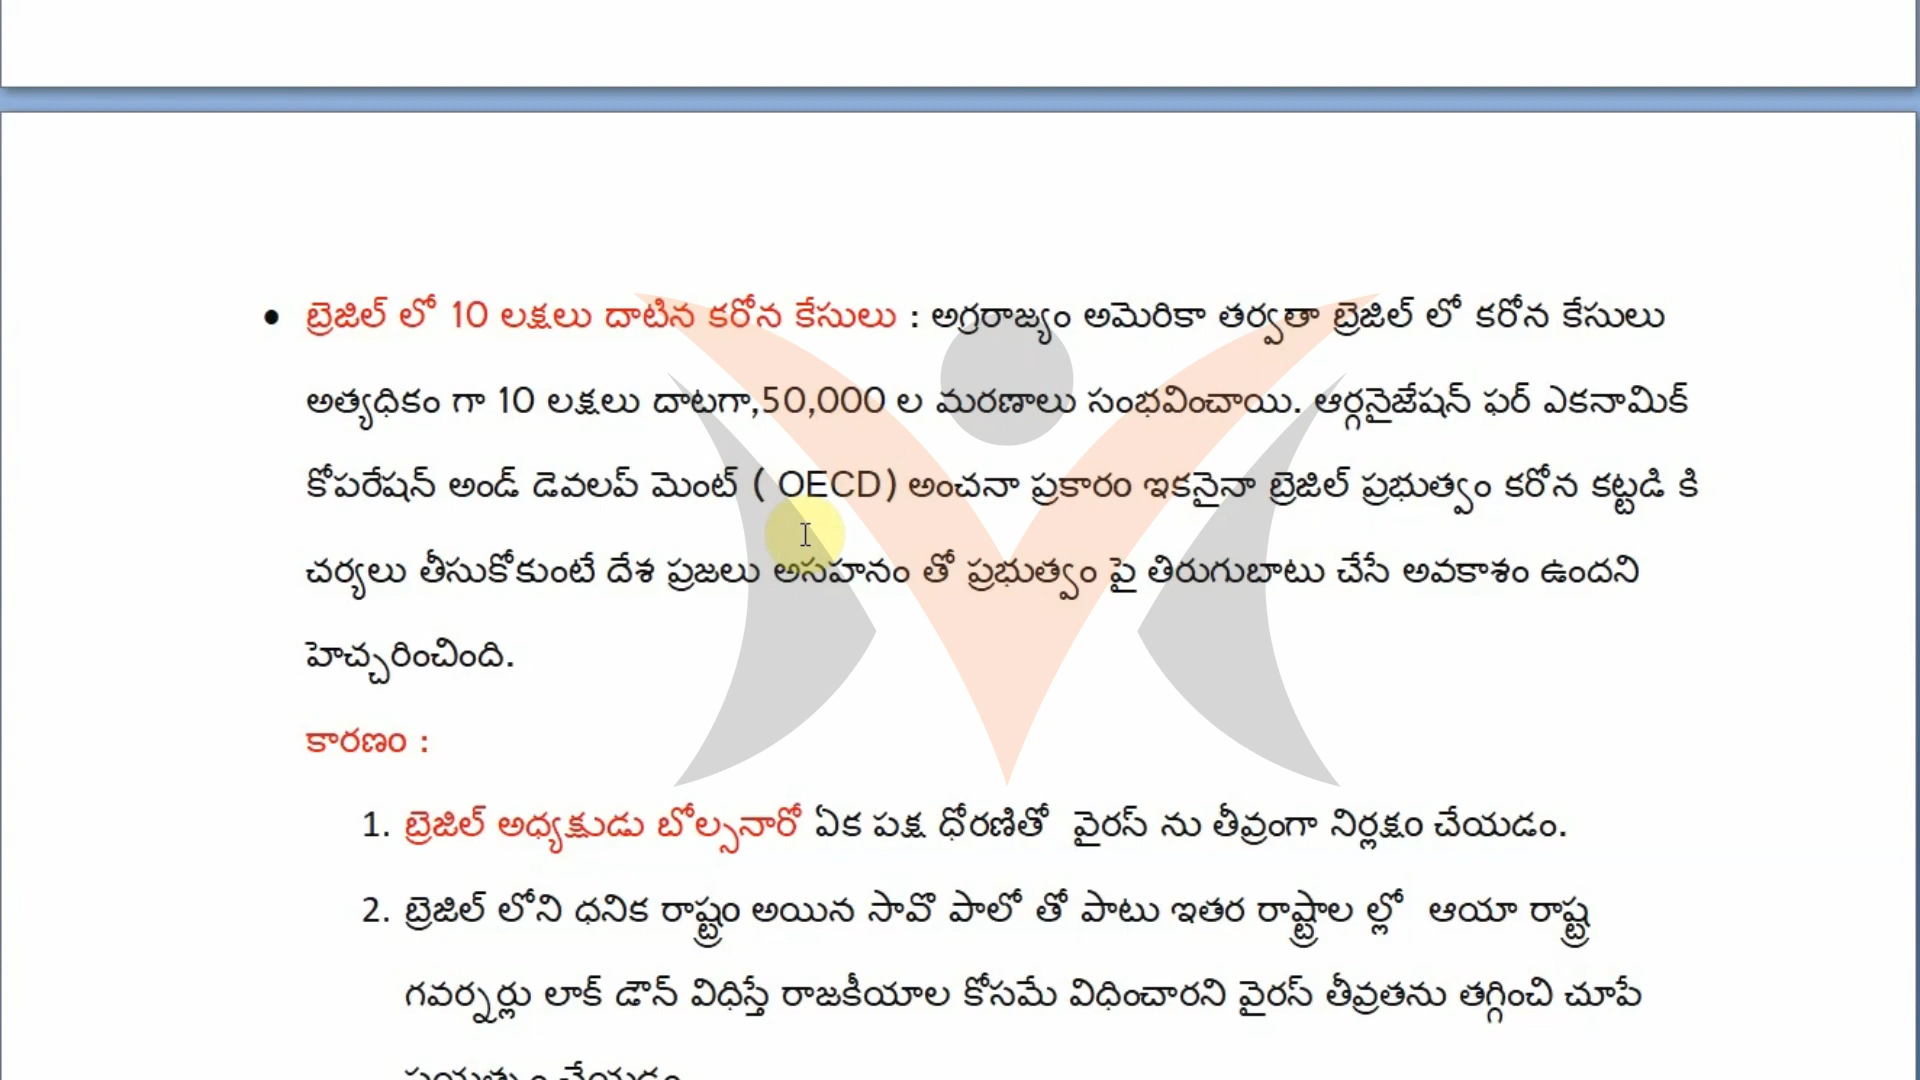 • బ్రెజిల్ లో 10 లక్షలు దాటిన కరోన కేసులు : అగ్రరాజ్యం అమెరికా తర్వతా బ్రెజిల్ లో కరోన కేసులు
అత్యధికం గా 10 లక్షలు దాటగా,50,000 ల మరణాలు సంభవించాయి. ఆర్గనైజేషన్ ఫర్ ఎకనామిక్
కోపరేషన్ అండ్ డెవలప్ మెంట్ ( OECD) అంచనా ప్రకారం ఇకనైనా బ్రెజిల్ ప్రభుత్వం కరోన కట్టడి కి
చర్యలు తీసుకోకుంటే దేశ ప్రజలు అసహనం తో ప్రభుత్వం పై తిరుగుబాటు చేసే అవకాశం ఉందని
హెచ్చరించింది.
కారణం :
1. బ్రెజిల్ అధ్యక్షుడు బోల్సనారో ఏక పక్ష ధోరణితో వైరస్ ను తీవ్రంగా నిర్లక్షం చేయడం.
2. బ్రెజిల్ లోని ధనిక రాష్ట్రం అయిన సావొ పాలో తో పాటు ఇతర రాష్ట్రాల ల్లో ఆయా రాష్ట్ర
గవర్నర్లు లాక్ డౌన్ విధిస్తే రాజకీయాల కోసమే విధించారని వైరస్ తీవ్రతను తగ్గించి చూపే